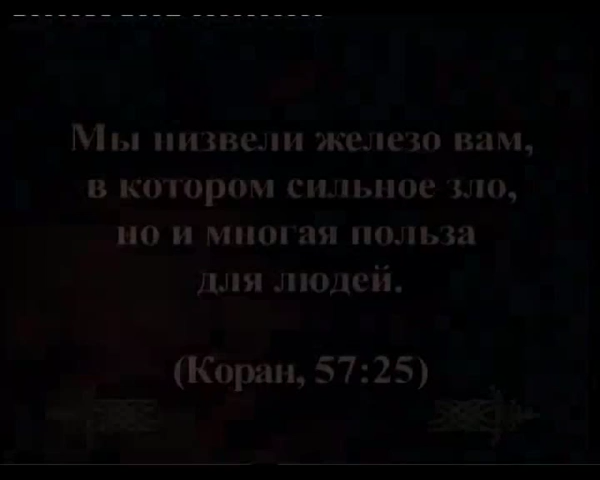 Мы низвели железо вам,
в котором сильное зло,
но и многая польза
для людей.
(Коран, 57:25)